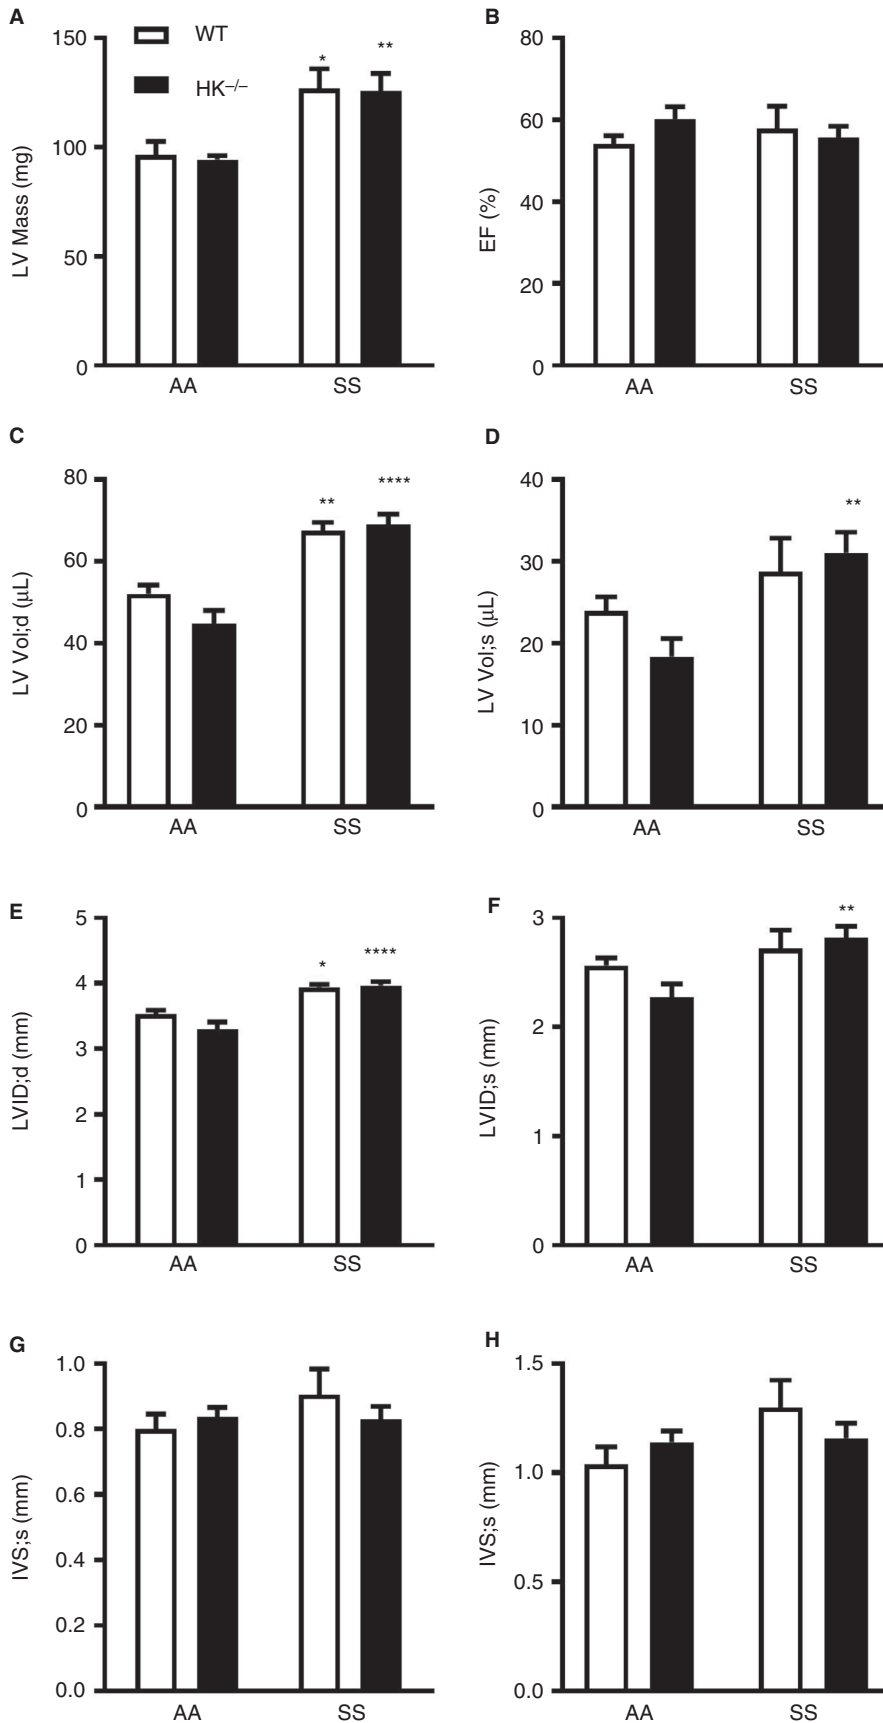 A
150
100
50
0
LV Mass (mg)
WT
HK−/−
*
**
AA
SS
B
80
60
40
20
0
EF (%)
AA
SS
C
80
60
40
20
0
LV Vol;d (μL)
**
****
AA
SS
D
40
30
20
10
0
LV Vol;s (μL)
**
AA
SS
E
5
4
3
2
1
0
LVID;d (mm)
*
****
AA
SS
F
3
2
1
0
LVID;s (mm)
**
AA
SS
G
1.0
0.8
0.6
0.4
0.2
0.0
IVS;s (mm)
AA
SS
H
1.5
1.0
0.5
0.0
IVS;s (mm)
AA
SS